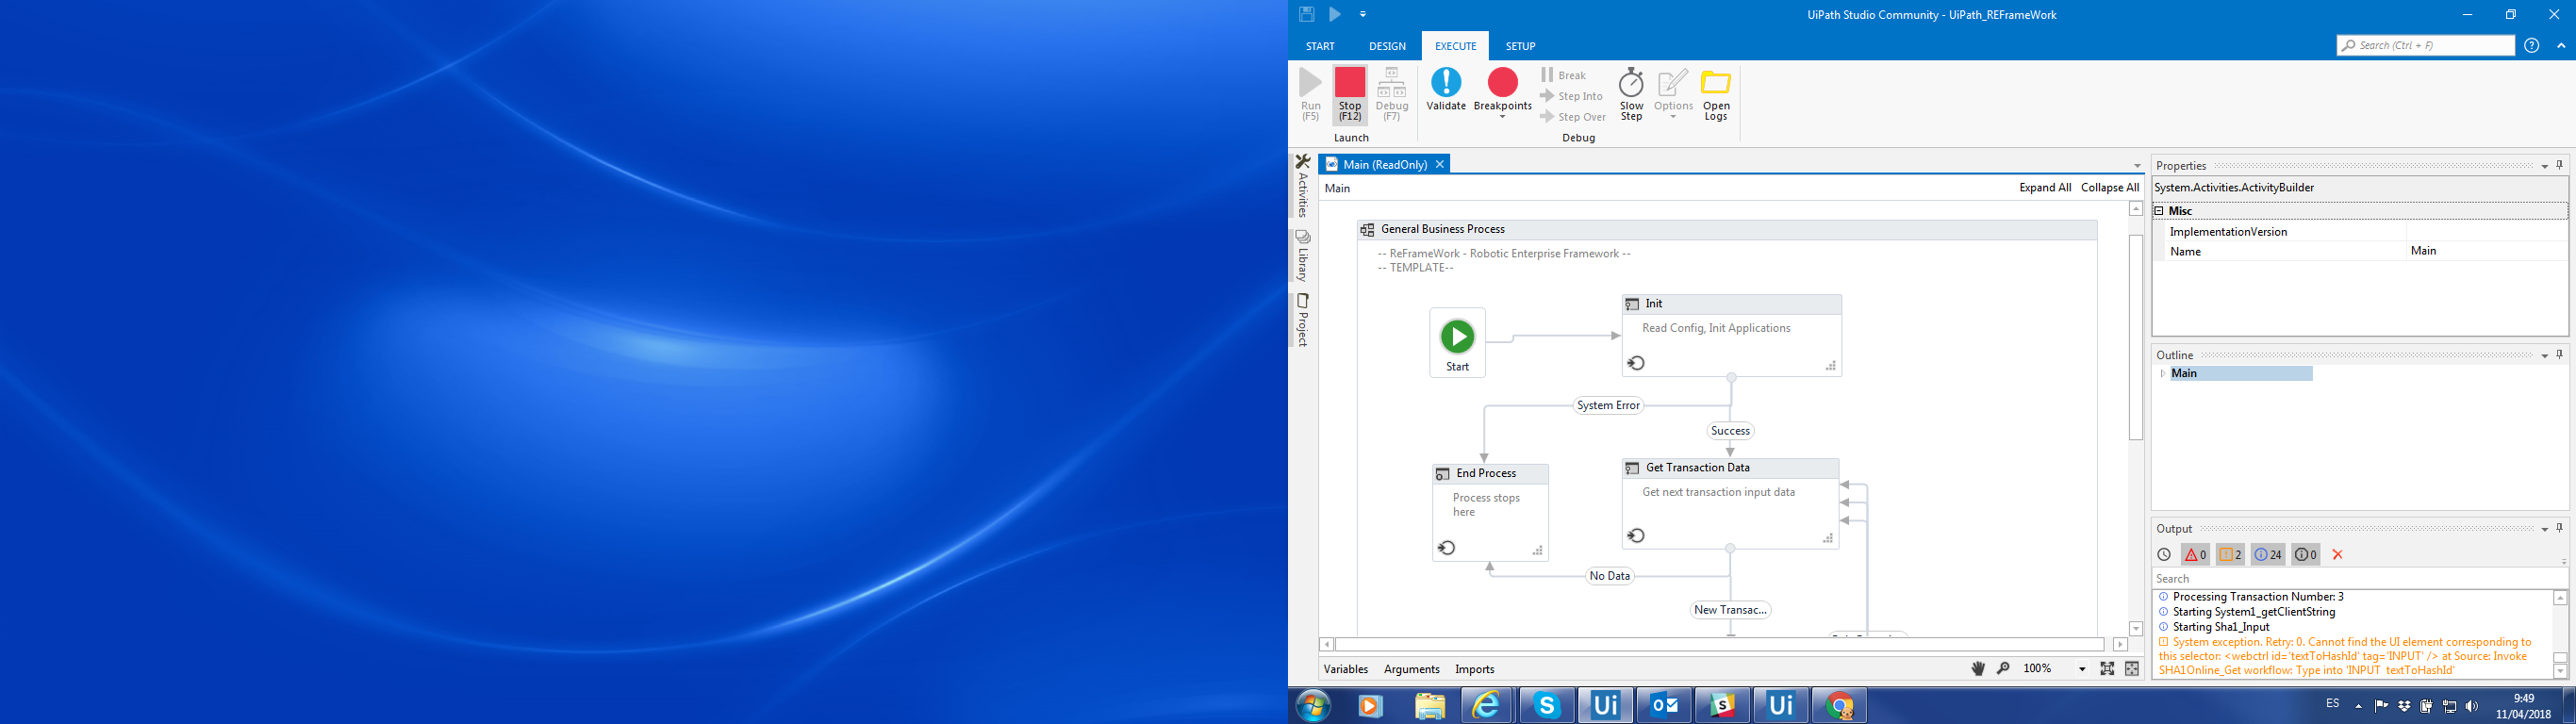 UiPath Studio Community - UiPath_REFrameWork
START DESIGN EXECUTE SETUP
Search (Ctrl + F)
Run (F5)
Stop (F12)
Debug (F7)
Launch
Validate
Breakpoints
Break
Step Into
Step Over
Slow Step
Options
Open Logs
Debug
Activities
Library
Project
Main (ReadOnly)
Main
Expand All Collapse All
General Business Process
-- ReFrameWork - Robotic Enterprise Framework --
-- TEMPLATE--
Start
Init
Read Config, Init Applications
System Error
Success
End Process
Process stops
here
Get Transaction Data
Get next transaction input data
No Data
New Transac...
Variables Arguments Imports
100%
Properties
System.Activities.ActivityBuilder
Misc
ImplementationVersion
Name Main
Outline
Main
Output
0 2 24 0
Search
Processing Transaction Number: 3
Starting System1_getClientString
Starting Sha1_Input
System exception. Retry: 0. Cannot find the UI element corresponding to
this selector: <webctrl id='textToHashId' tag='INPUT' /> at Source: Invoke
SHA1Online_Get workflow: Type into 'INPUT textToHashId'
ES
9:49
11/04/2018